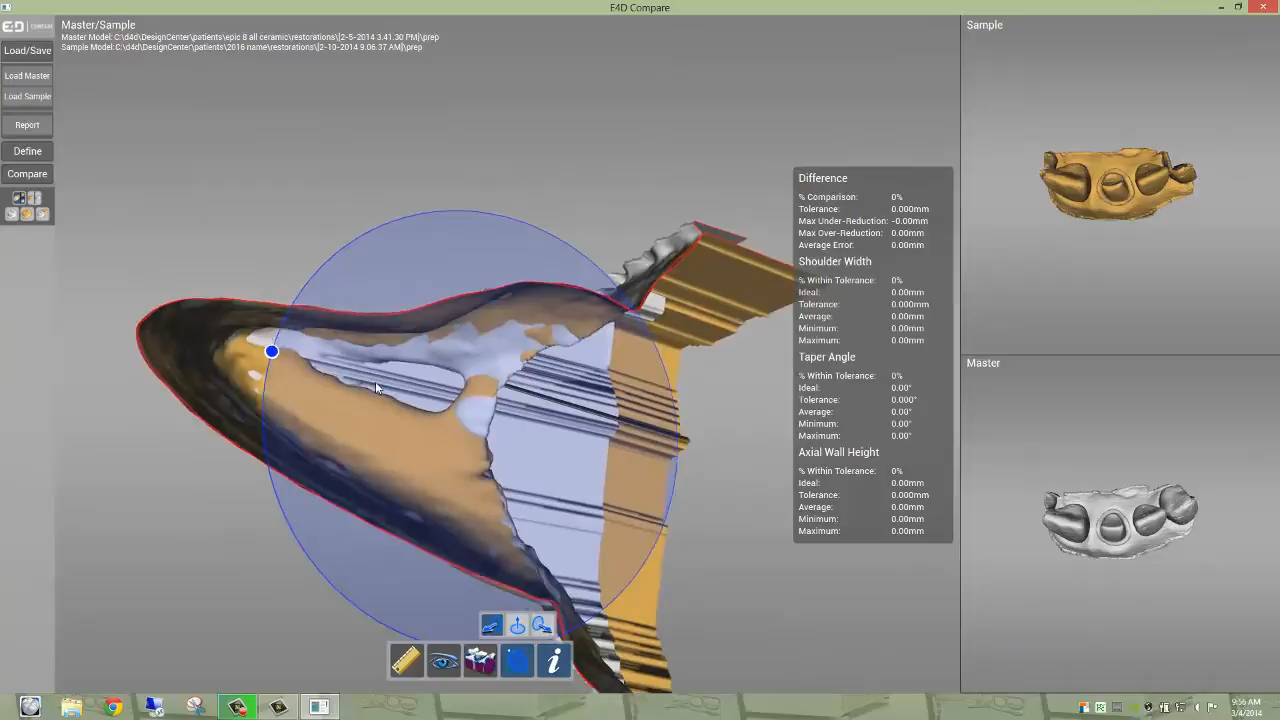 E4D Compare
E4D | COMPARE
Master/Sample
Master Model: C:\d4d\DesignCenter\patients\epic 8 all ceramic\restorations\[2-5-2014 3.41.30 PM]\prep
Sample Model: C:\d4d\DesignCenter\patients\2016 name\restorations\[2-10-2014 9.06.37 AM]\prep
Load/Save
Load Master
Load Sample
Report
Define
Compare
Difference
% Comparison: 0%
Tolerance: 0.000mm
Max Under-Reduction: -0.00mm
Max Over-Reduction: 0.00mm
Average Error: 0.00mm
Shoulder Width
% Within Tolerance: 0%
Ideal: 0.00mm
Tolerance: 0.000mm
Average: 0.00mm
Minimum: 0.00mm
Maximum: 0.00mm
Taper Angle
% Within Tolerance: 0%
Ideal: 0.00°
Tolerance: 0.000°
Average: 0.00°
Minimum: 0.00°
Maximum: 0.00°
Axial Wall Height
% Within Tolerance: 0%
Ideal: 0.00mm
Tolerance: 0.000mm
Average: 0.00mm
Minimum: 0.00mm
Maximum: 0.00mm
Sample
Master
9:56 AM
3/4/2014